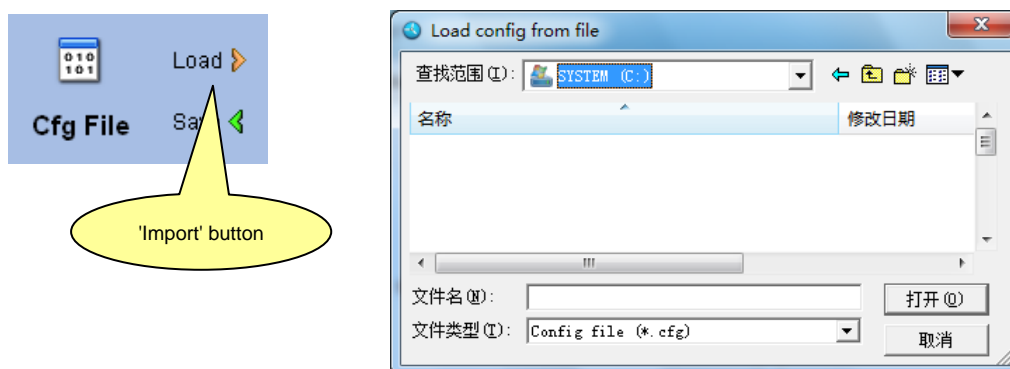 010
101
Load
Cfg File
'Import' button
Load config from file
查找范围(I):
SYSTEM (C:)
名称
修改日期
文件名(N):
打开(O)
文件类型(T):
Config file (*.cfg)
取消